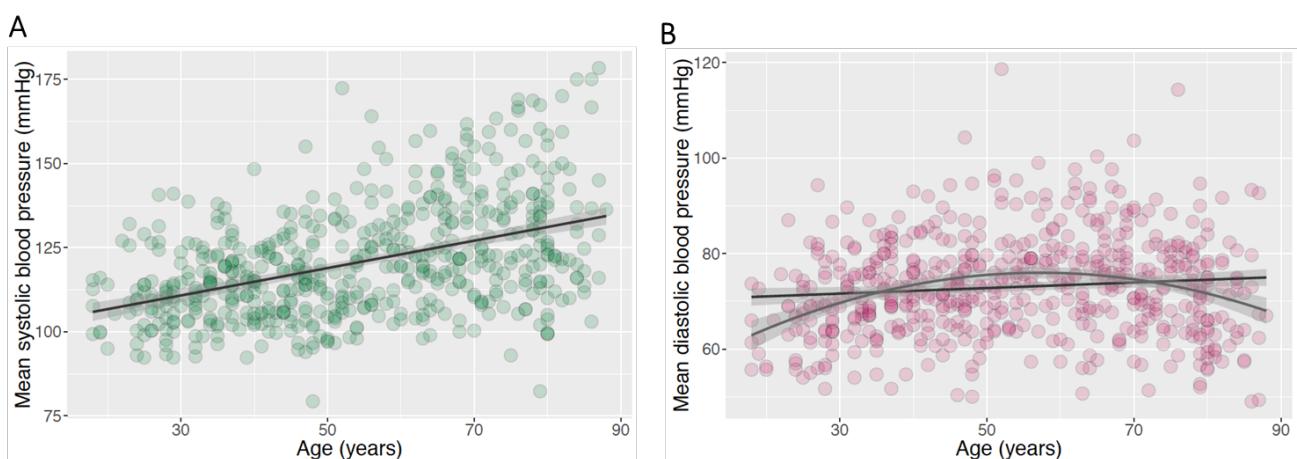 A
Mean systolic blood pressure (mmHg)
175
150
125
100
75
30 50 70 90
Age (years)
B
Mean diastolic blood pressure (mmHg)
120
100
80
60
30 50 70 90
Age (years)